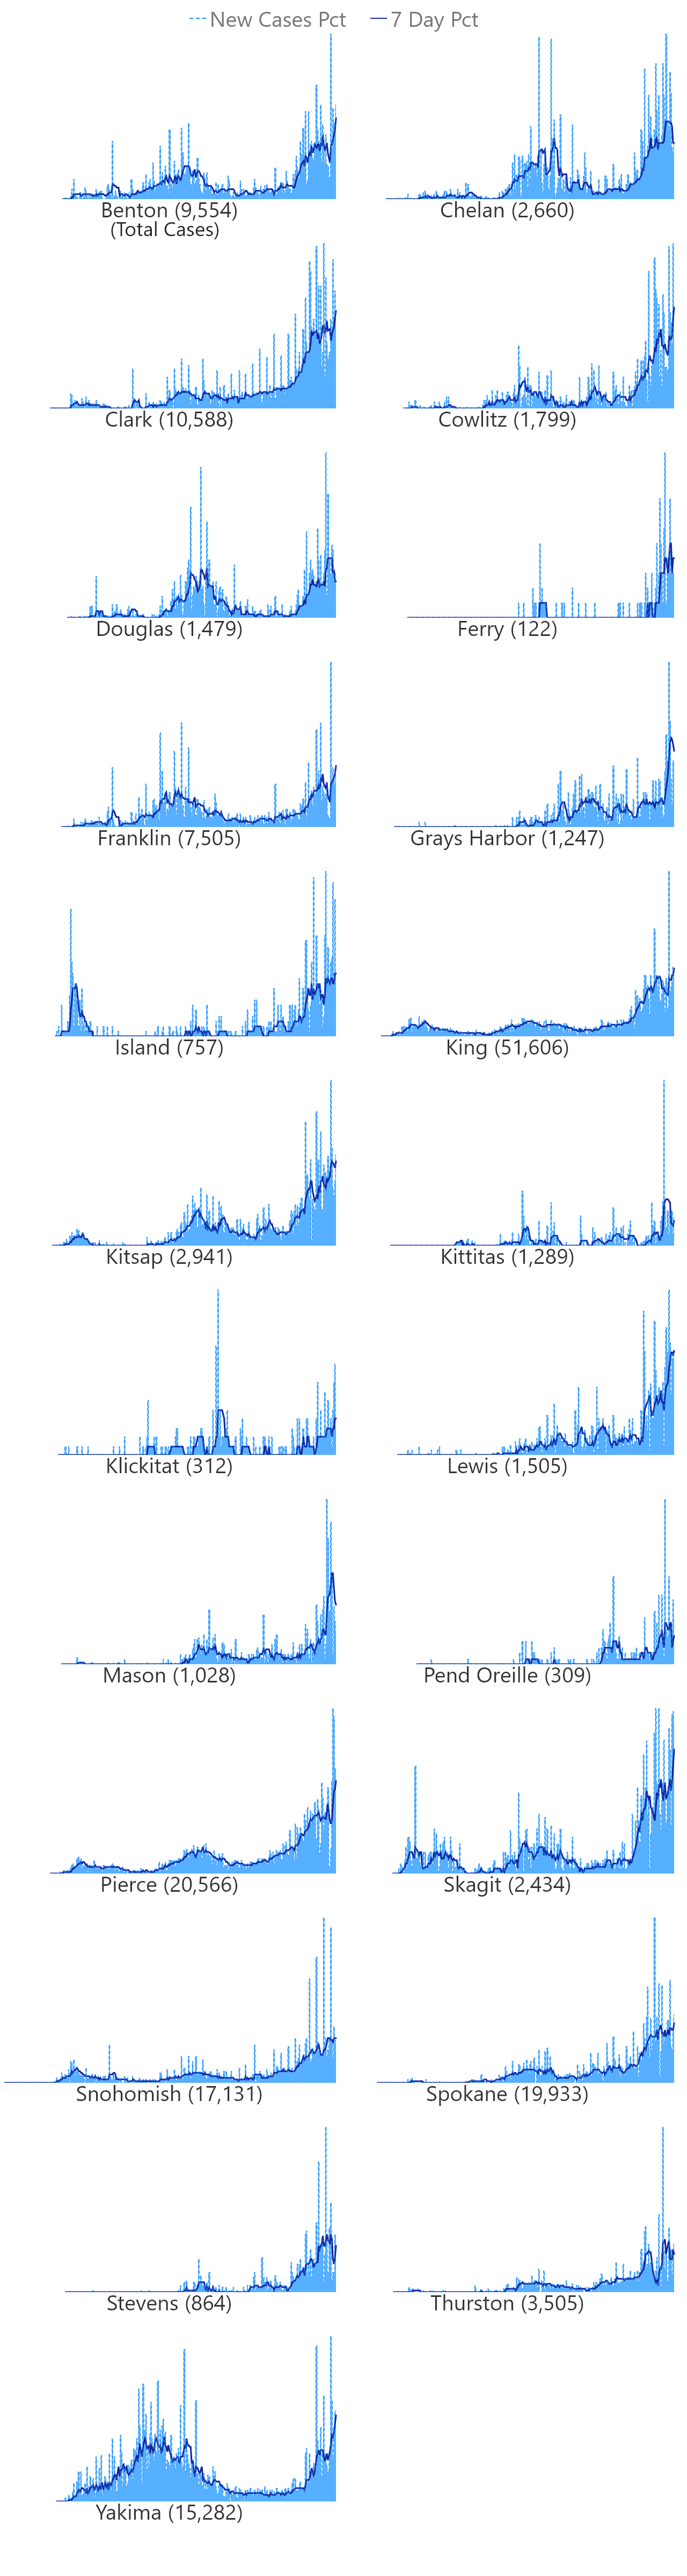 New Cases Pct 7 Day Pct
Benton (9,554) Chelan (2,660)
(Total Cases)
Clark (10,588) Cowlitz (1,799)
Douglas (1,479) Ferry (122)
Franklin (7,505) Grays Harbor (1,247)
Island (757) King (51,606)
Kitsap (2,941) Kittitas (1,289)
Klickitat (312) Lewis (1,505)
Mason (1,028) Pend Oreille (309)
Pierce (20,566) Skagit (2,434)
Snohomish (17,131) Spokane (19,933)
Stevens (864) Thurston (3,505)
Yakima (15,282)